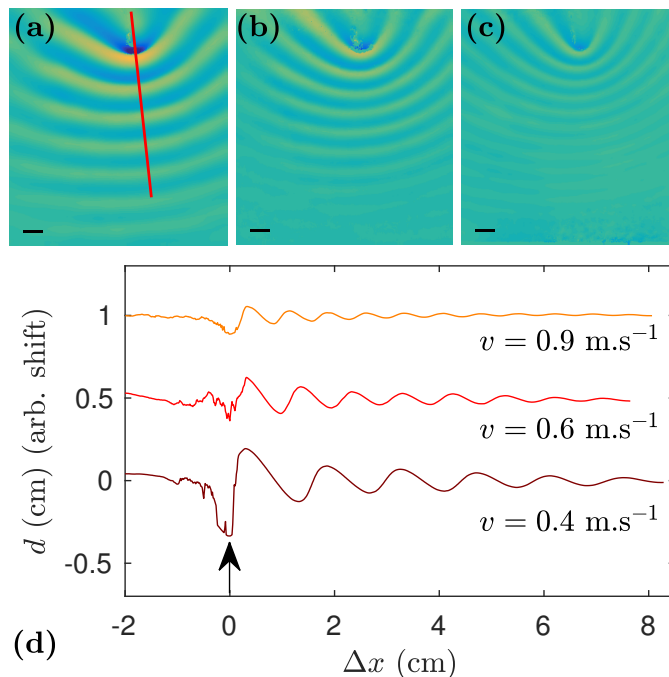 (a) (b) (c)
1
v = 0.9 m.s⁻¹
0.5
v = 0.6 m.s⁻¹
0
v = 0.4 m.s⁻¹
-0.5
d (cm) (arb. shift)
-2 0 2 4 6 8
(d)
Δx (cm)